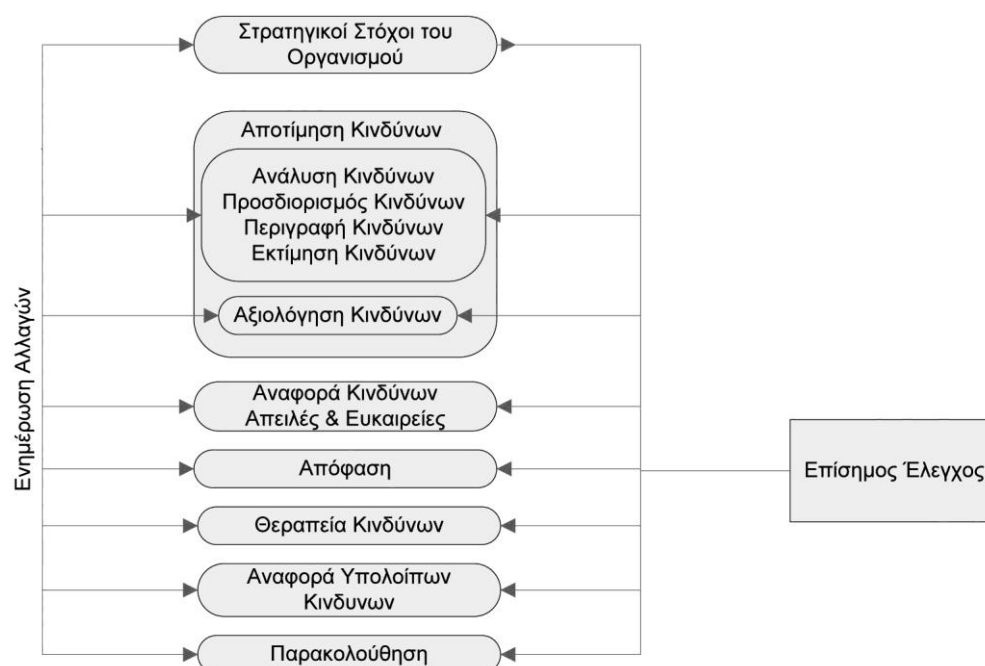 Στρατηγικοί Στόχοι του
Οργανισμού
Αποτίμηση Κινδύνων
Ανάλυση Κινδύνων
Προσδιορισμός Κινδύνων
Περιγραφή Κινδύνων
Εκτίμηση Κινδύνων
Αξιολόγηση Κινδύνων
Αναφορά Κινδύνων
Απειλές & Ευκαιρείες
Απόφαση
Θεραπεία Κινδύνων
Αναφορά Υπολοίπων
Κινδυνων
Παρακολούθηση
Ενημέρωση Αλλαγών
Επίσημος Έλεγχος